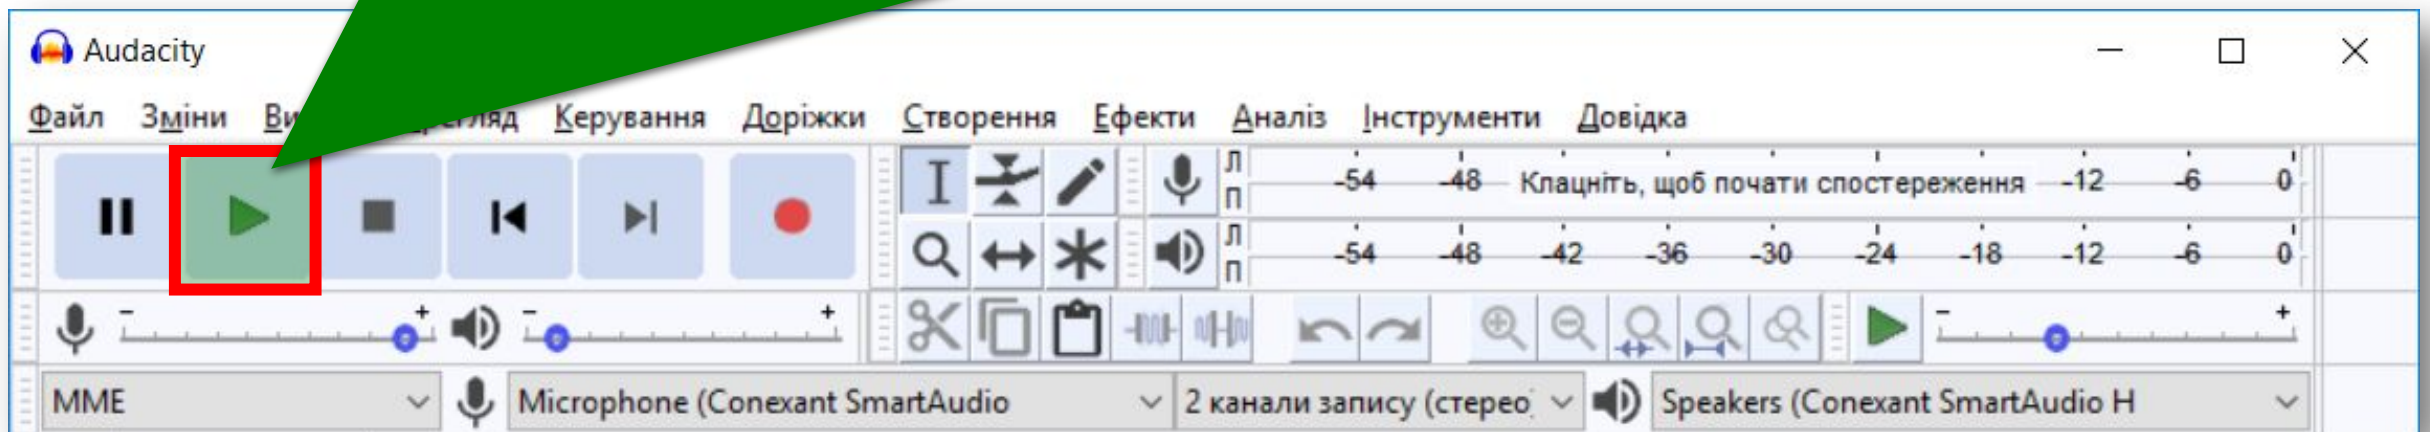 Audacity
Файл Зміни Керування Доріжки Створення Ефекти Аналіз Інструменти Довідка
Л
П
-54 -48 Клацніть, щоб почати спостереження -12 -6 0
Л
П
-54 -48 -42 -36 -30 -24 -18 -12 -6 0
- + - + - +
MME Microphone (Conexant SmartAudio 2 канали запису (стерео) Speakers (Conexant SmartAudio H